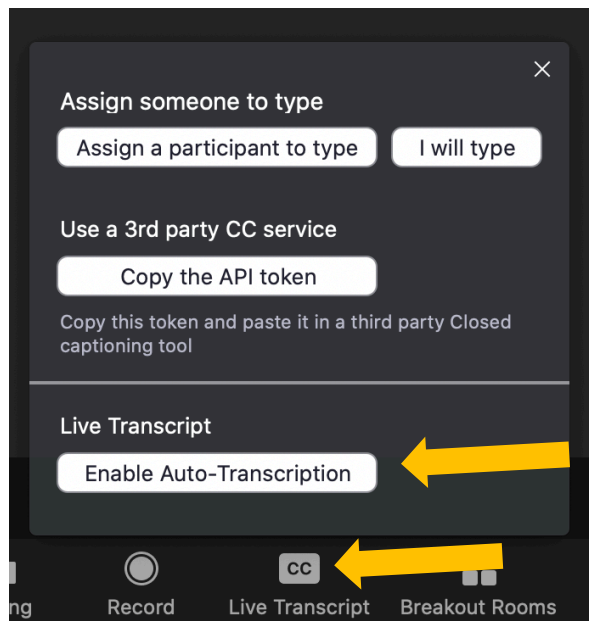 Assign someone to type
Assign a participant to type I will type
Use a 3rd party CC service
Copy the API token
Copy this token and paste it in a third party Closed
captioning tool
Live Transcript
Enable Auto-Transcription
CC
ng Record Live Transcript Breakout Rooms